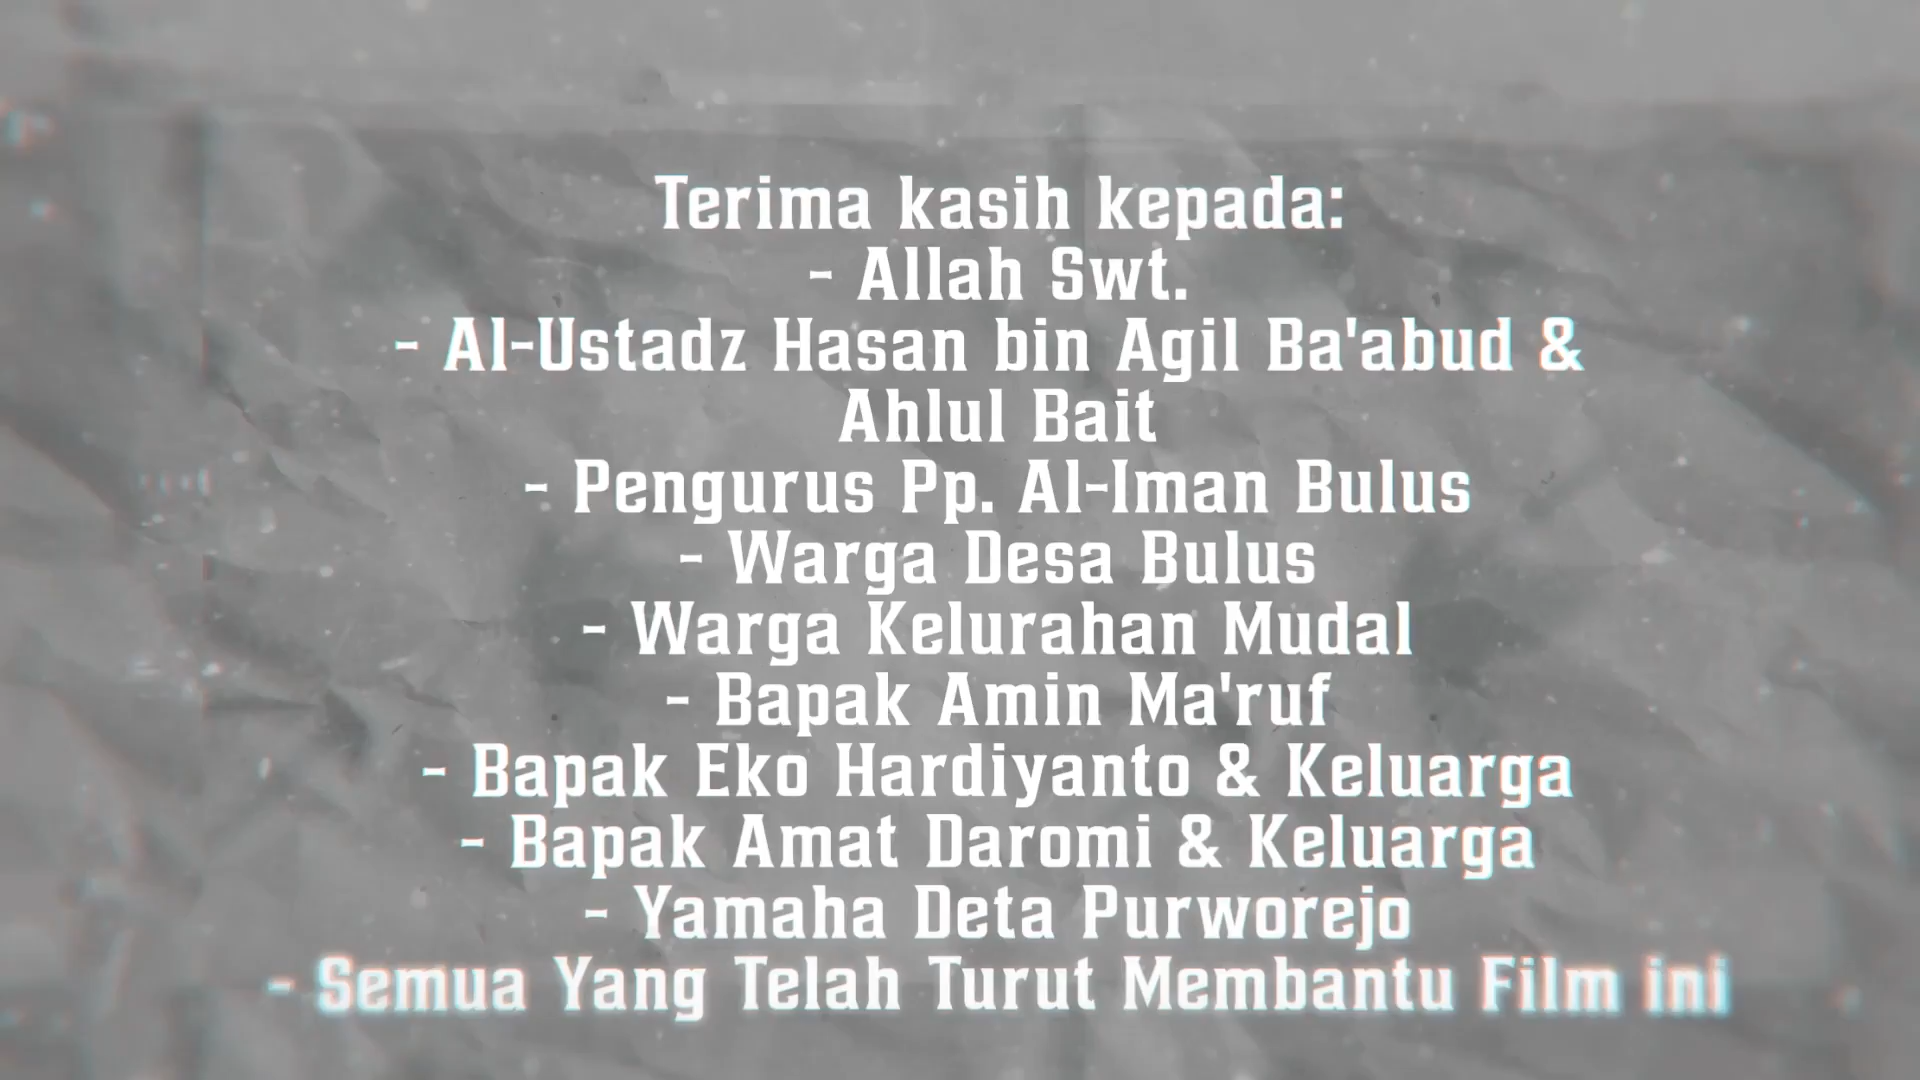 Terima kasih kepada:
- Allah Swt.
- Al-Ustadz Hasan bin Agil Ba'abud &
Ahlul Bait
- Pengurus Pp. Al-Iman Bulus
- Warga Desa Bulus
- Warga Kelurahan Mudal
- Bapak Amin Ma'ruf
- Bapak Eko Hardiyanto & Keluarga
- Bapak Amat Daromi & Keluarga
- Yamaha Deta Purworejo
- Semua Yang Telah Turut Membantu Film ini